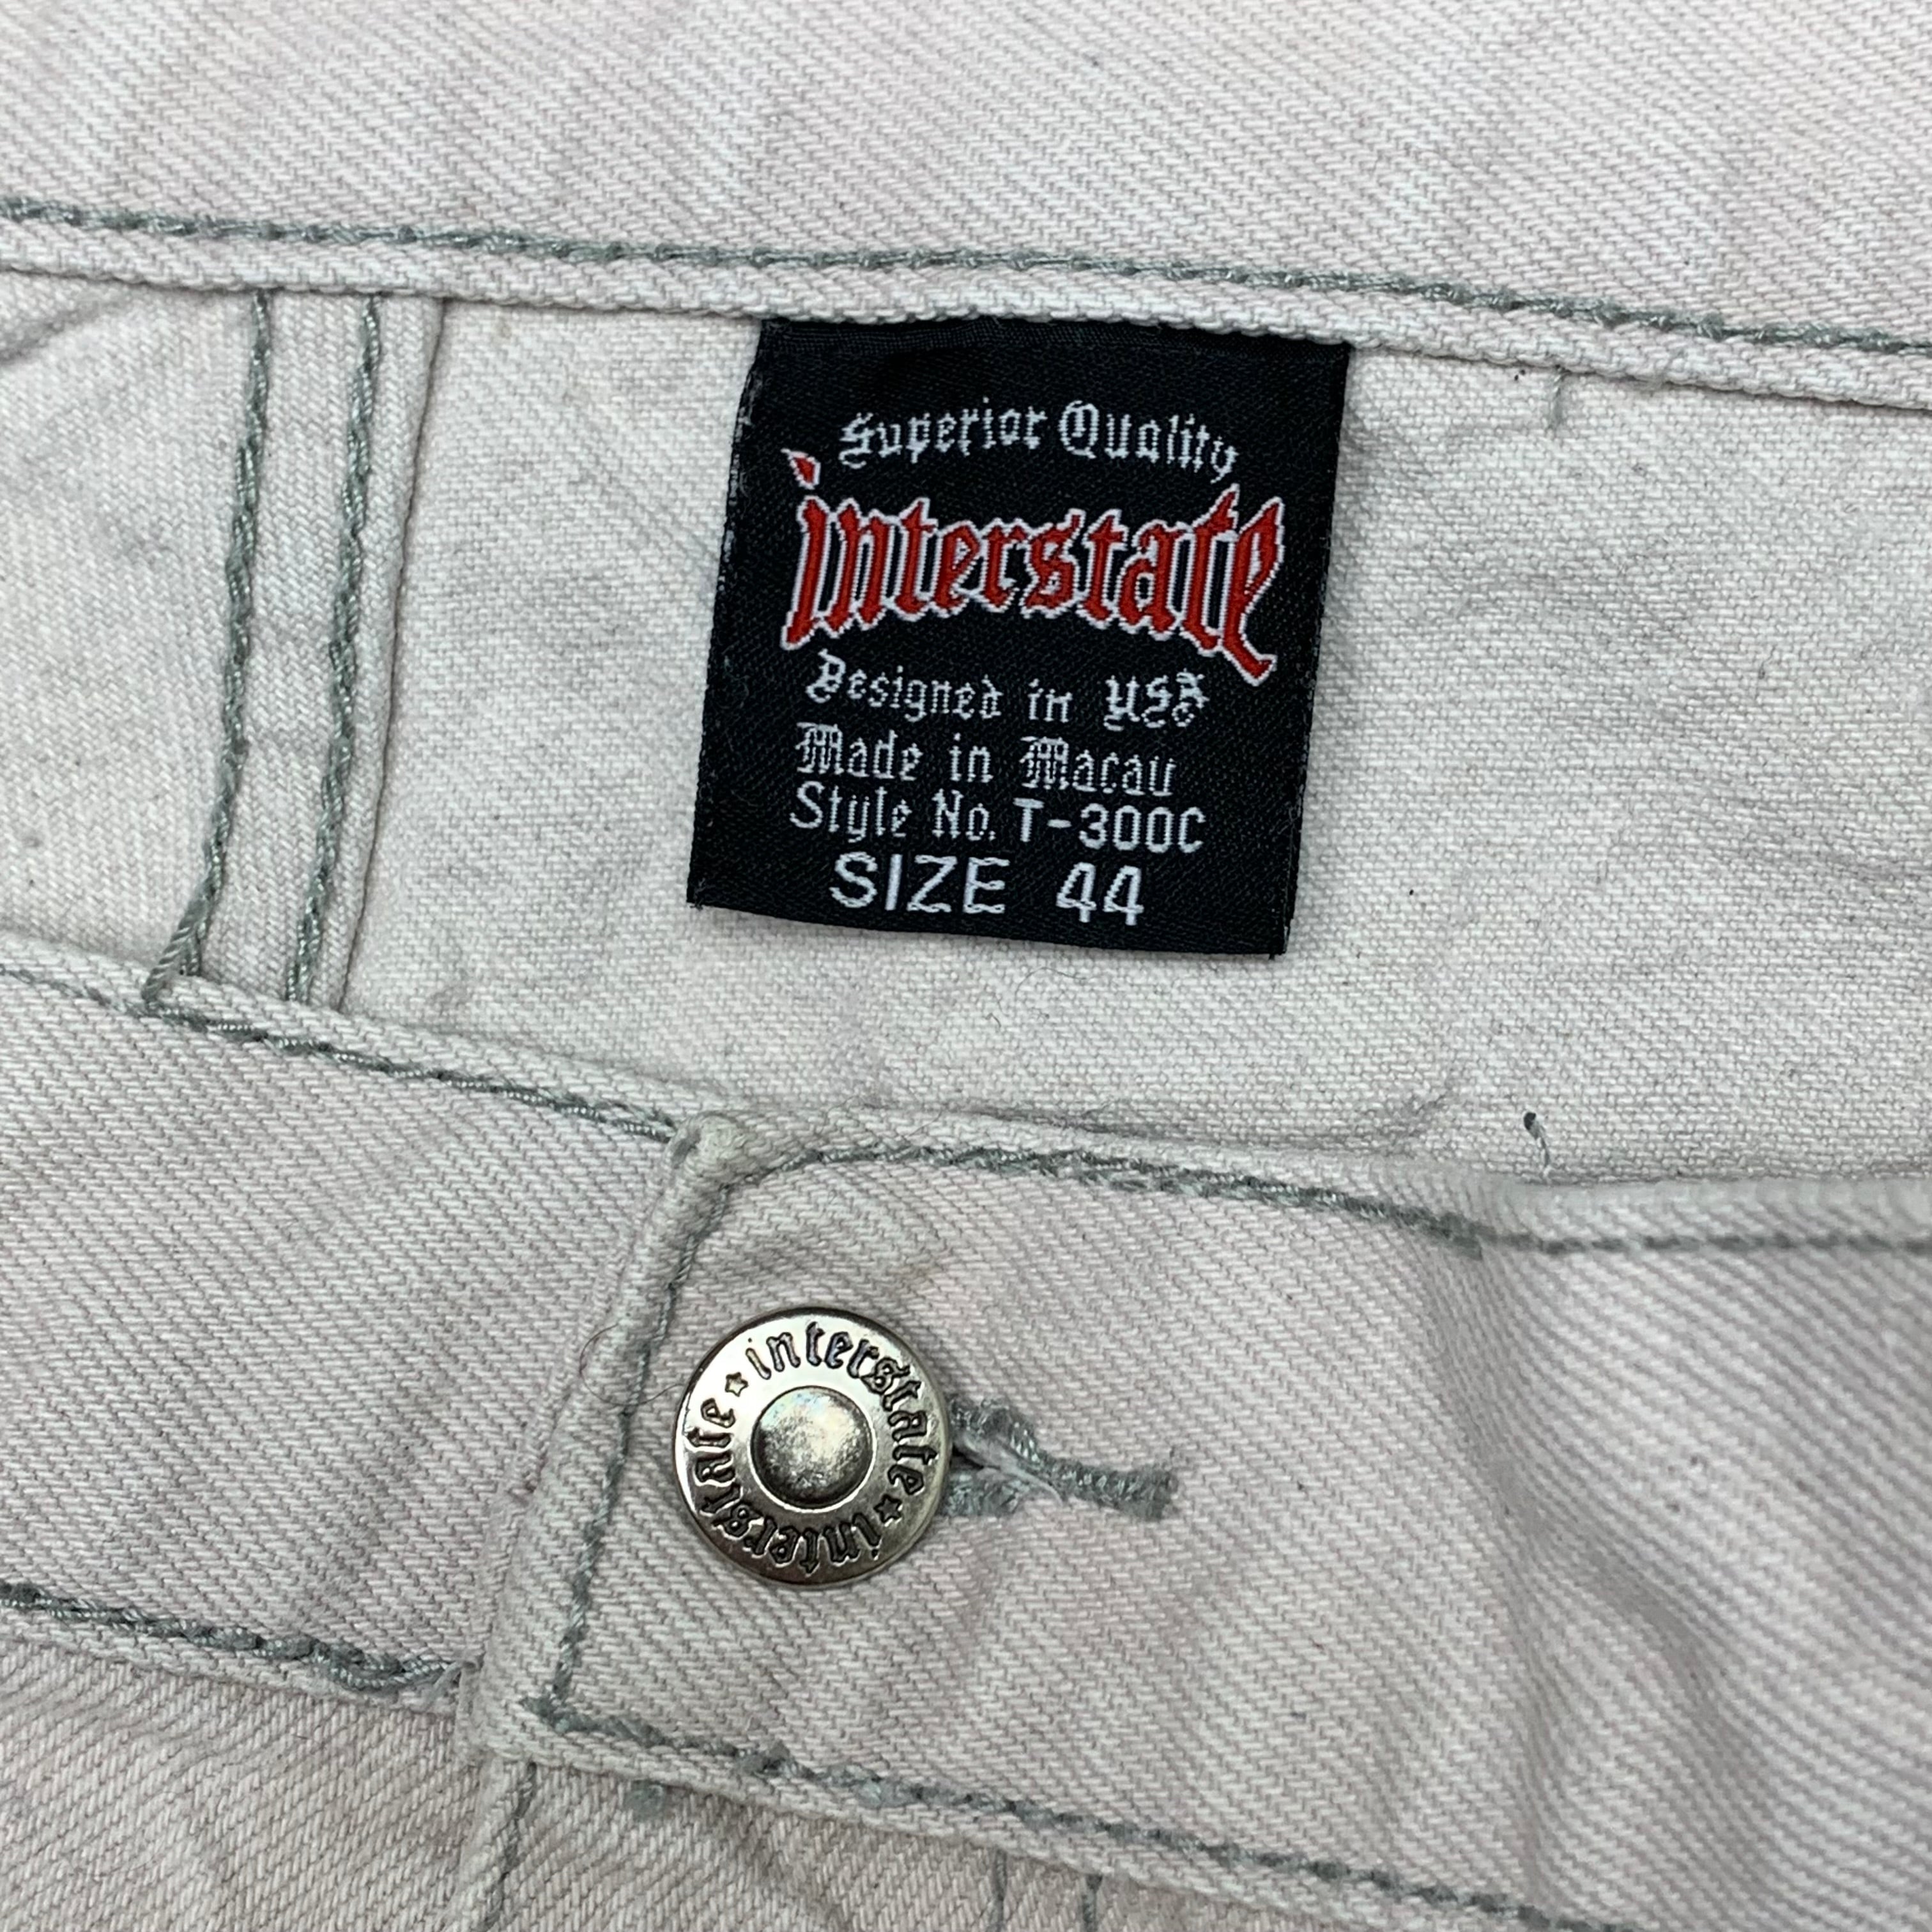 Superior Quality
interstate
Designed in USA
Made in Macau
Style No. T-300C
SIZE 44
interstate
interstate